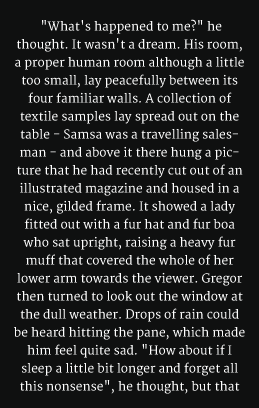 "What's happened to me?" he
thought. It wasn't a dream. His room,
a proper human room although a little
too small, lay peacefully between its
four familiar walls. A collection of
textile samples lay spread out on the
table - Samsa was a travelling sales-
man - and above it there hung a pic-
ture that he had recently cut out of an
illustrated magazine and housed in a
nice, gilded frame. It showed a lady
fitted out with a fur hat and fur boa
who sat upright, raising a heavy fur
muff that covered the whole of her
lower arm towards the viewer. Gregor
then turned to look out the window at
the dull weather. Drops of rain could
be heard hitting the pane, which made
him feel quite sad. "How about if I
sleep a little bit longer and forget all
this nonsense", he thought, but that